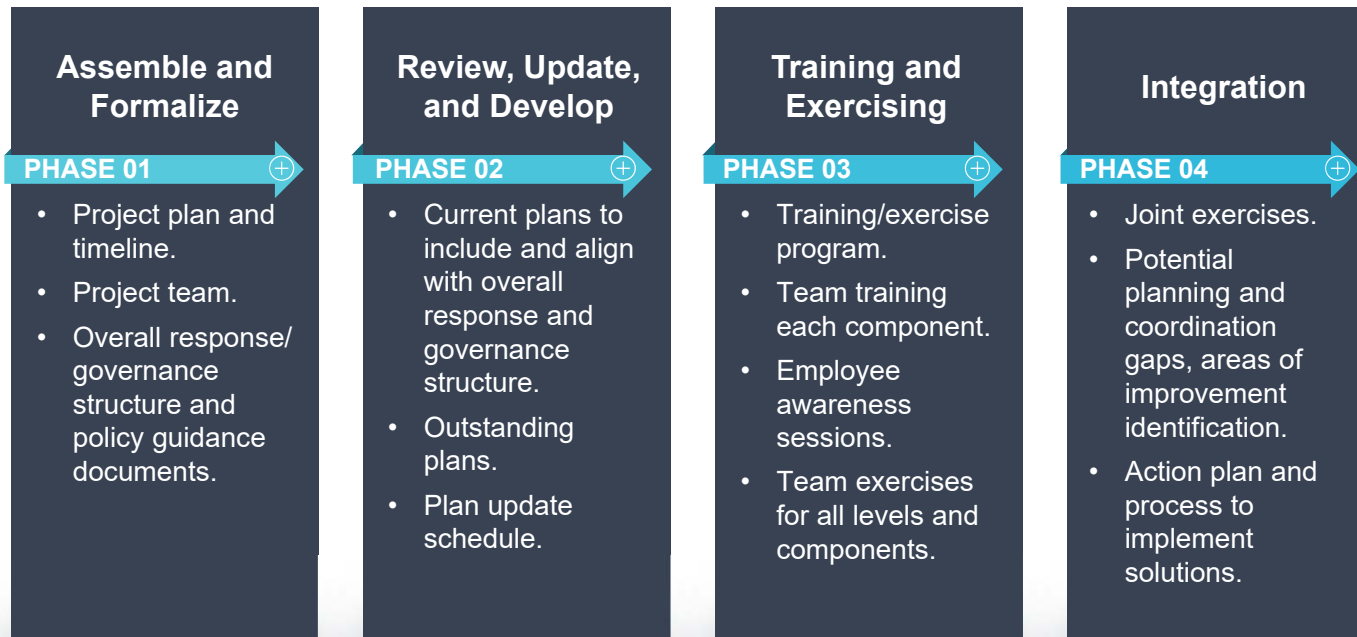 Assemble and
Formalize
PHASE 01
• Project plan and
timeline.
• Project team.
• Overall response/
governance
structure and
policy guidance
documents.
Review, Update,
and Develop
PHASE 02
• Current plans to
include and align
with overall
response and
governance
structure.
• Outstanding
plans.
• Plan update
schedule.
Training and
Exercising
PHASE 03
• Training/exercise
program.
• Team training
each component.
• Employee
awareness
sessions.
• Team exercises
for all levels and
components.
Integration
PHASE 04
• Joint exercises.
• Potential
planning and
coordination
gaps, areas of
improvement
identification.
• Action plan and
process to
implement
solutions.